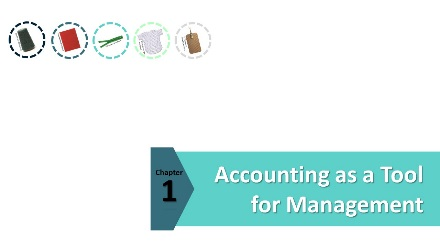 Chapter
1
Accounting as a Tool
for Management